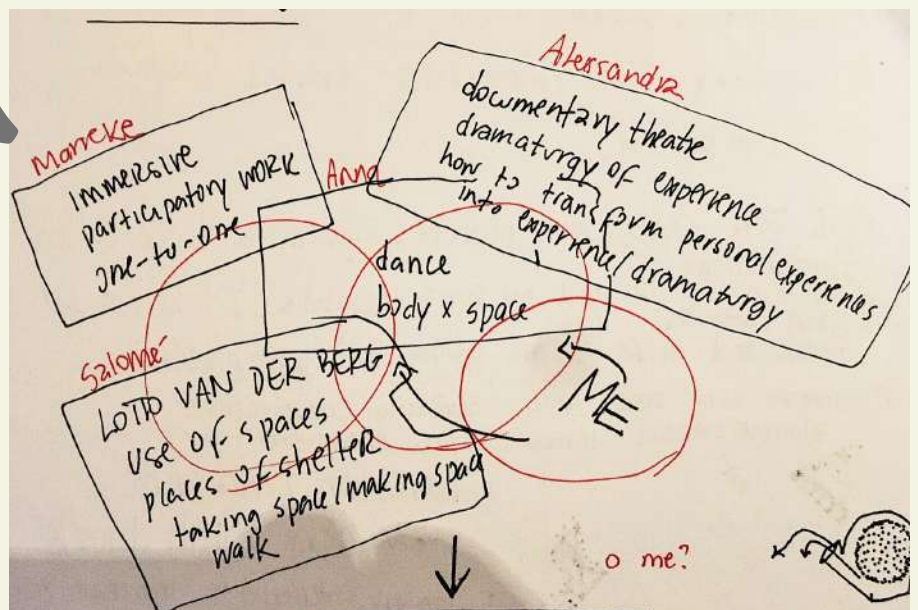 Marieke
immersive
participatory work
one-to-one
Anna
dance
body x space
Alessandra
documentary theatre
dramaturgy of experience
how to transform personal experiences
into experience/dramaturgy
Salomé
LOTTO VAN DER BERG
use of spaces
places of shelter
taking space/making space
walk
ME
o me?